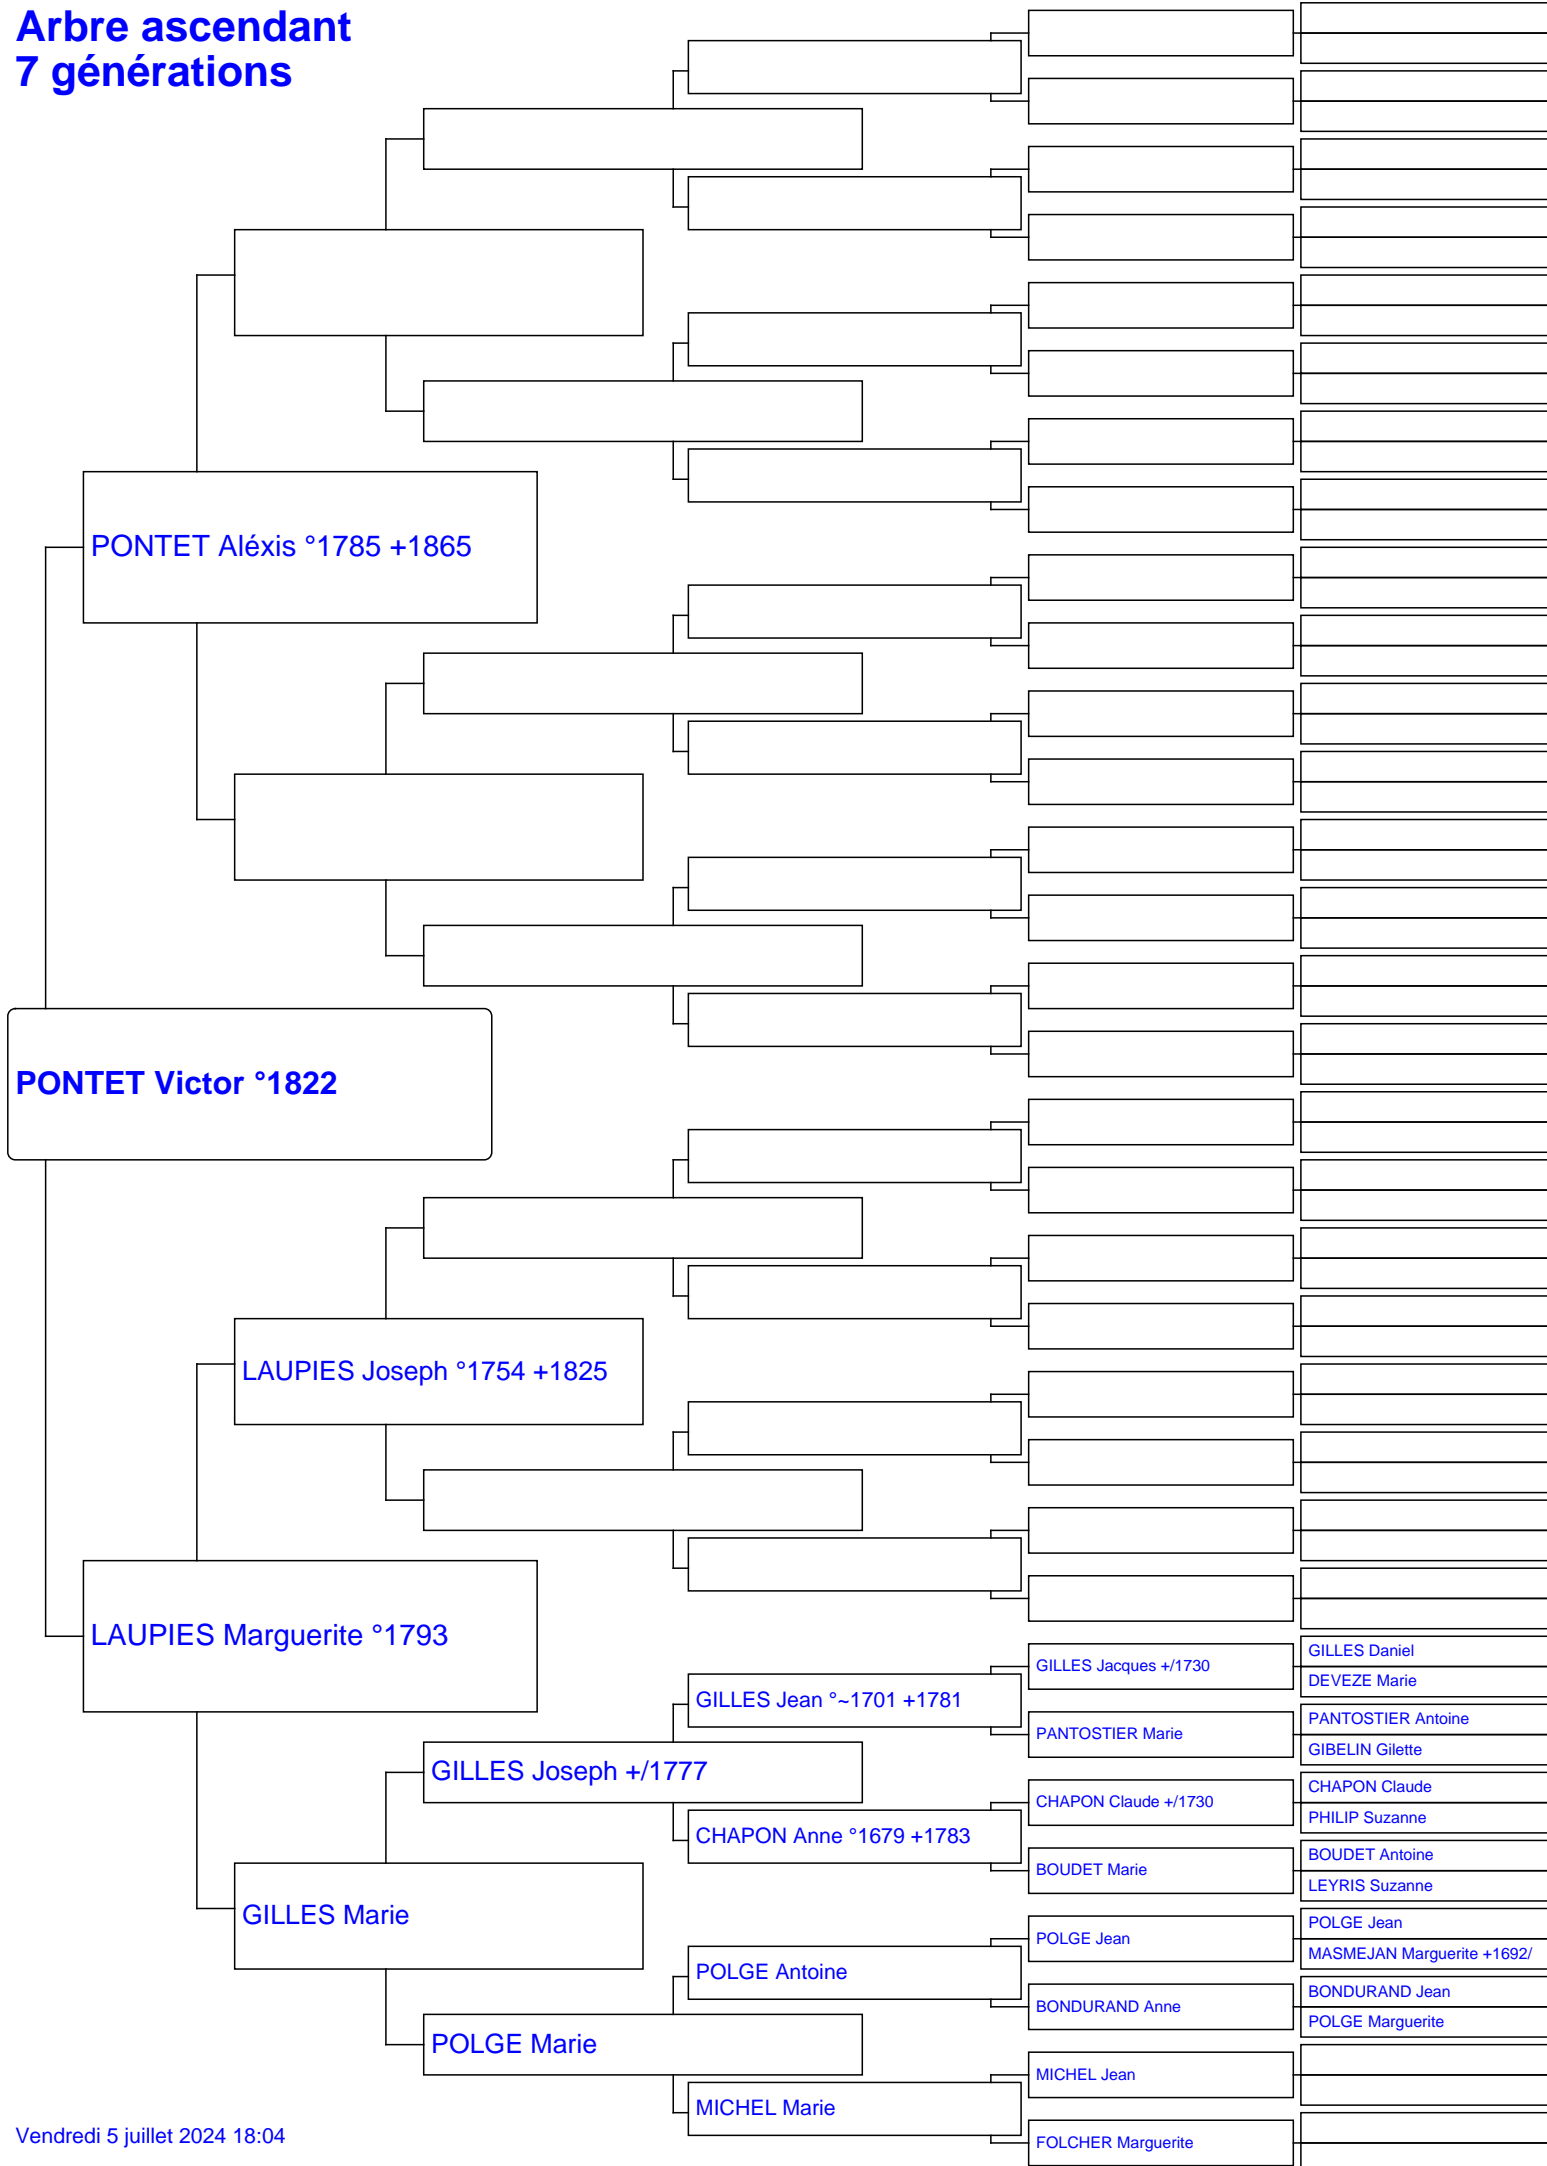 Arbre ascendant
7 générations
PONTET Aléxis °1785 +1865
PONTET Victor °1822
LAUPIES Joseph °1754 +1825
LAUPIES Marguerite °1793
GILLES Jacques +/1730
GILLES Daniel
DEVEZE Marie
GILLES Jean °~1701 +1781
PANTOSTIER Marie
PANTOSTIER Antoine
GIBELIN Gilette
GILLES Joseph +/1777
CHAPON Claude +/1730
CHAPON Claude
PHILIP Suzanne
CHAPON Anne °1679 +1783
BOUDET Marie
BOUDET Antoine
LEYRIS Suzanne
GILLES Marie
POLGE Jean
POLGE Jean
MASMEJAN Marguerite +1692/
POLGE Antoine
BONDURAND Anne
BONDURAND Jean
POLGE Marguerite
POLGE Marie
MICHEL Jean
MICHEL Marie
FOLCHER Marguerite
Vendredi 5 juillet 2024 18:04